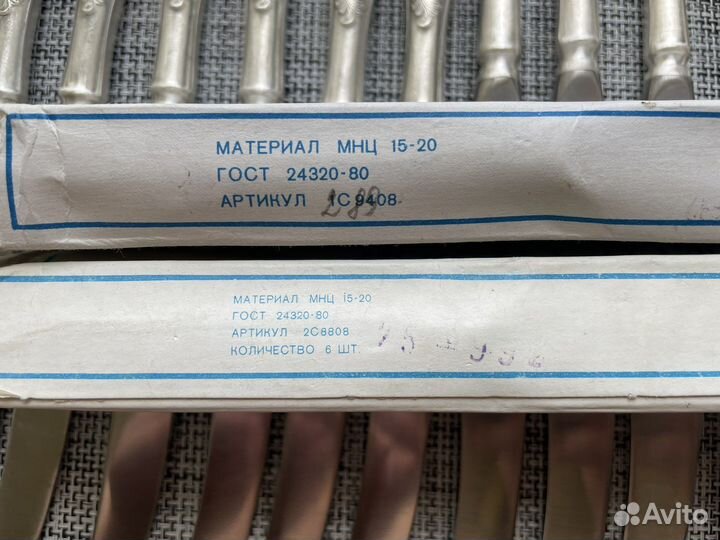 МАТЕРИАЛ МНЦ 15-20
ГОСТ 24320-80
АРТИКУЛ 1С9408
289
МАТЕРИАЛ МНЦ 15-20
ГОСТ 24320-80
АРТИКУЛ 2С8808
КОЛИЧЕСТВО 6 ШТ.
Avito